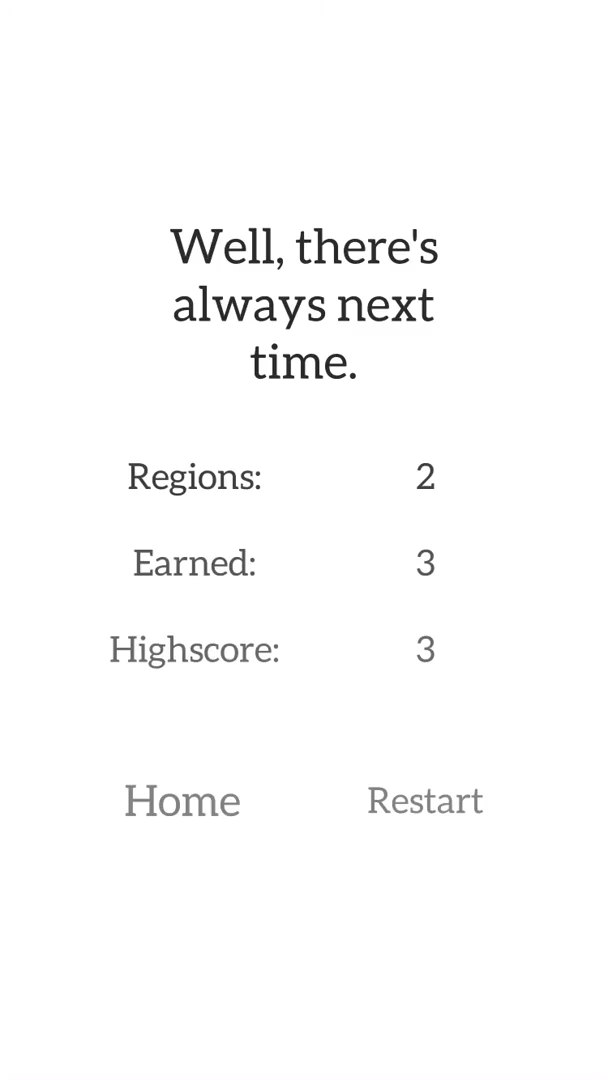 Well, there's
always next
time.
Regions: 2
Earned: 3
Highscore: 3
Home Restart